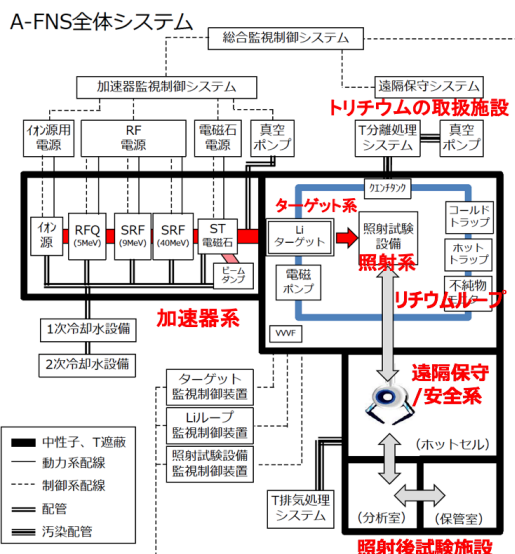 A-FNS全体システム
総合監視制御システム
加速器監視制御システム
遠隔保守システム
トリチウムの取扱施設
イオン源用
電源
RF
電源
電磁石
電源
真空
ポンプ
T分離処理
システム
真空
ポンプ
クエンチタンク
ターゲット系
コールド
トラップ
イオン
源
RFQ
(5MeV)
SRF
(9MeV)
SRF
(40MeV)
ST
電磁石
Li
ターゲット
照射試験
設備
照射系
ホット
トラップ
ビーム
ダンプ
電磁
ポンプ
不純物
リチウムループ
加速器系
VVVF
1次冷却水設備
2次冷却水設備
ターゲット
監視制御装置
Liループ
監視制御装置
照射試験設備
監視制御装置
遠隔保守
/安全系
(ホットセル)
中性子、T遮蔽
動力系配線
制御系配線
配管
汚染配管
T排気処理
システム
(分析室)
(保管室)
照射後試験施設